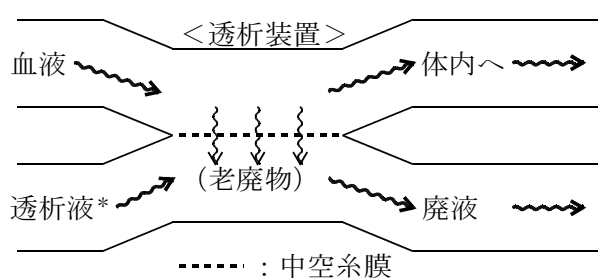 ＜透析装置＞
血液
体内へ
(老廃物)
透析液*
廃液
：中空糸膜